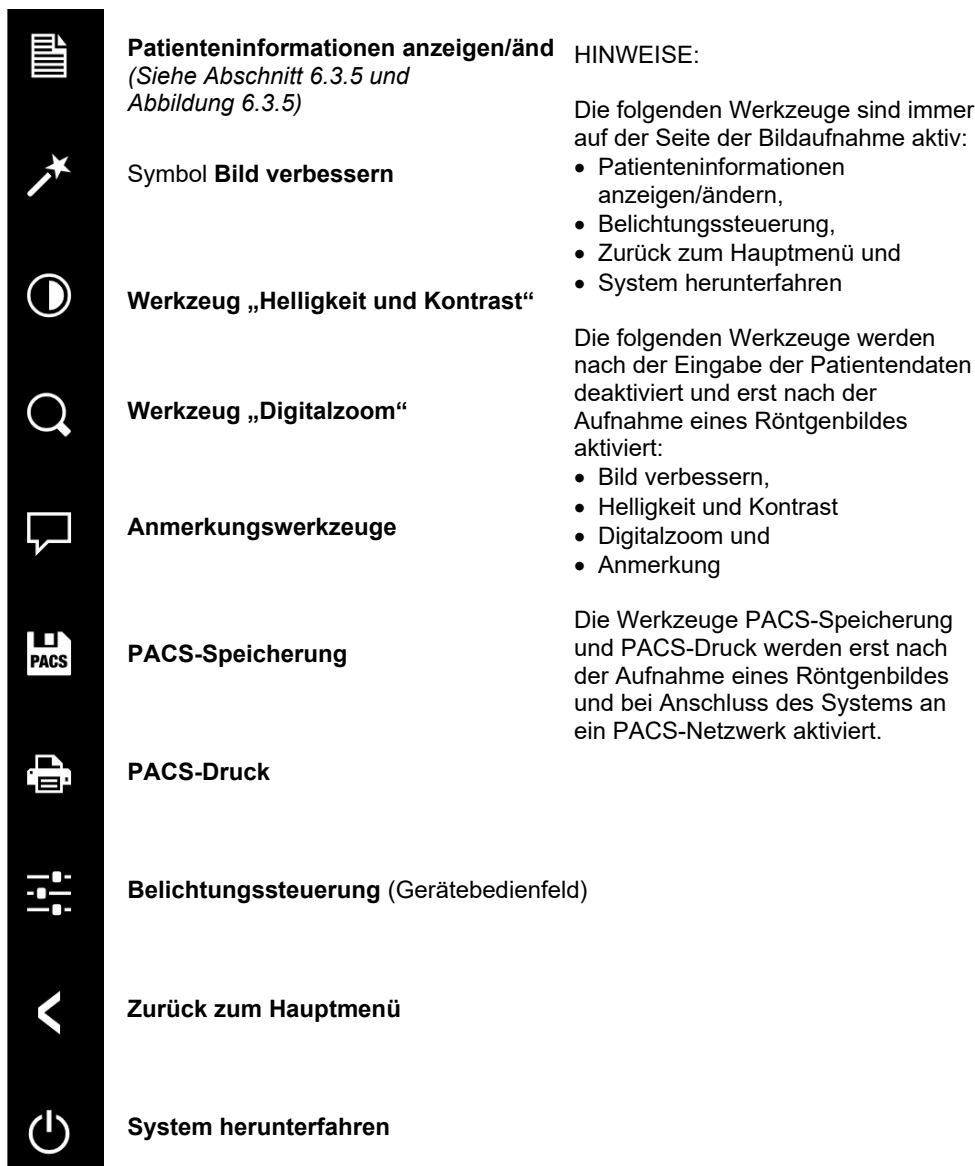 Patienteninformationen anzeigen/änd
(Siehe Abschnitt 6.3.5 und
Abbildung 6.3.5)
Symbol Bild verbessern
Werkzeug „Helligkeit und Kontrast“
Werkzeug „Digitalzoom“
Anmerkungswerkzeuge
PACS
PACS-Speicherung
PACS-Druck
Belichtungssteuerung (Gerätebedienfeld)
Zurück zum Hauptmenü
System herunterfahren
HINWEISE:
Die folgenden Werkzeuge sind immer
auf der Seite der Bildaufnahme aktiv:
• Patienteninformationen
anzeigen/ändern,
• Belichtungssteuerung,
• Zurück zum Hauptmenü und
• System herunterfahren
Die folgenden Werkzeuge werden
nach der Eingabe der Patientendaten
deaktiviert und erst nach der
Aufnahme eines Röntgenbildes
aktiviert:
• Bild verbessern,
• Helligkeit und Kontrast
• Digitalzoom und
• Anmerkung
Die Werkzeuge PACS-Speicherung
und PACS-Druck werden erst nach
der Aufnahme eines Röntgenbildes
und bei Anschluss des Systems an
ein PACS-Netzwerk aktiviert.